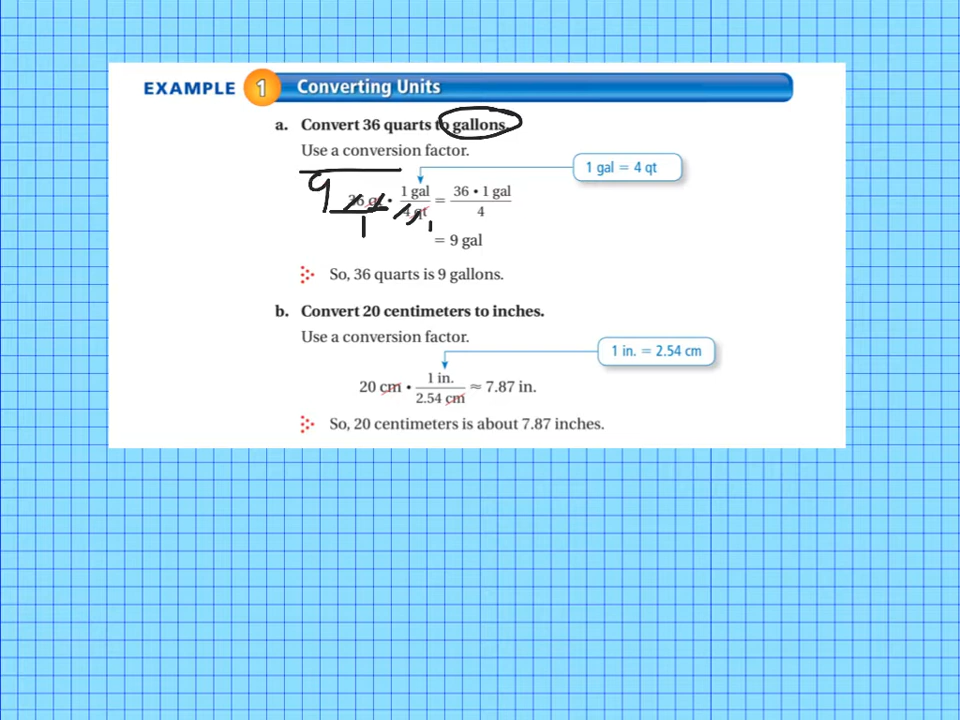 EXAMPLE 1 Converting Units
a. Convert 36 quarts to gallons.
Use a conversion factor.
1 gal = 4 qt
9 36 qt • 1 gal / 4 qt = 36 • 1 gal / 4
1 1
= 9 gal
So, 36 quarts is 9 gallons.
b. Convert 20 centimeters to inches.
Use a conversion factor.
1 in. = 2.54 cm
20 cm • 1 in. / 2.54 cm ≈ 7.87 in.
So, 20 centimeters is about 7.87 inches.